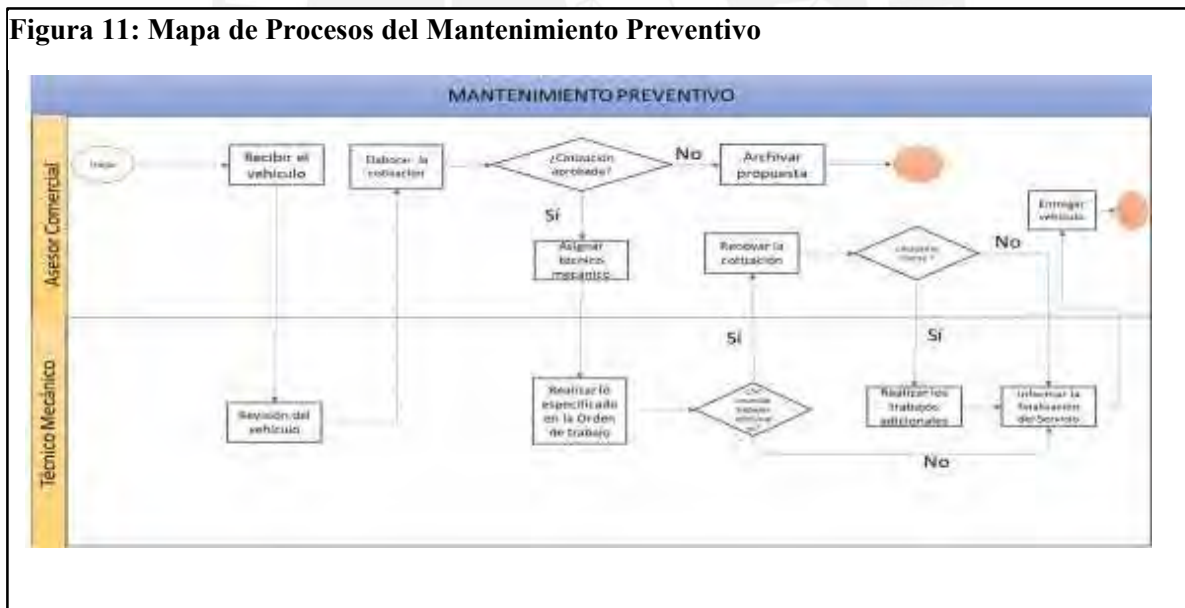 Figura 11: Mapa de Procesos del Mantenimiento Preventivo
MANTENIMIENTO PREVENTIVO
Asesor Comercial
Recibir el
vehículo
Elaborar la
cotización
¿Cotización
aprobada?
No
Archivar
propuesta
Sí
Asignar
técnico
mecánico
Renovar la
cotización
No
Entregar
vehículo
Técnico Mecánico
Revisión del
vehículo
Realizar lo
especificado
en la Orden
de trabajo
Sí
Sí
Realizar los
trabajos
adicionales
Informar la
finalización
del Servicio
No